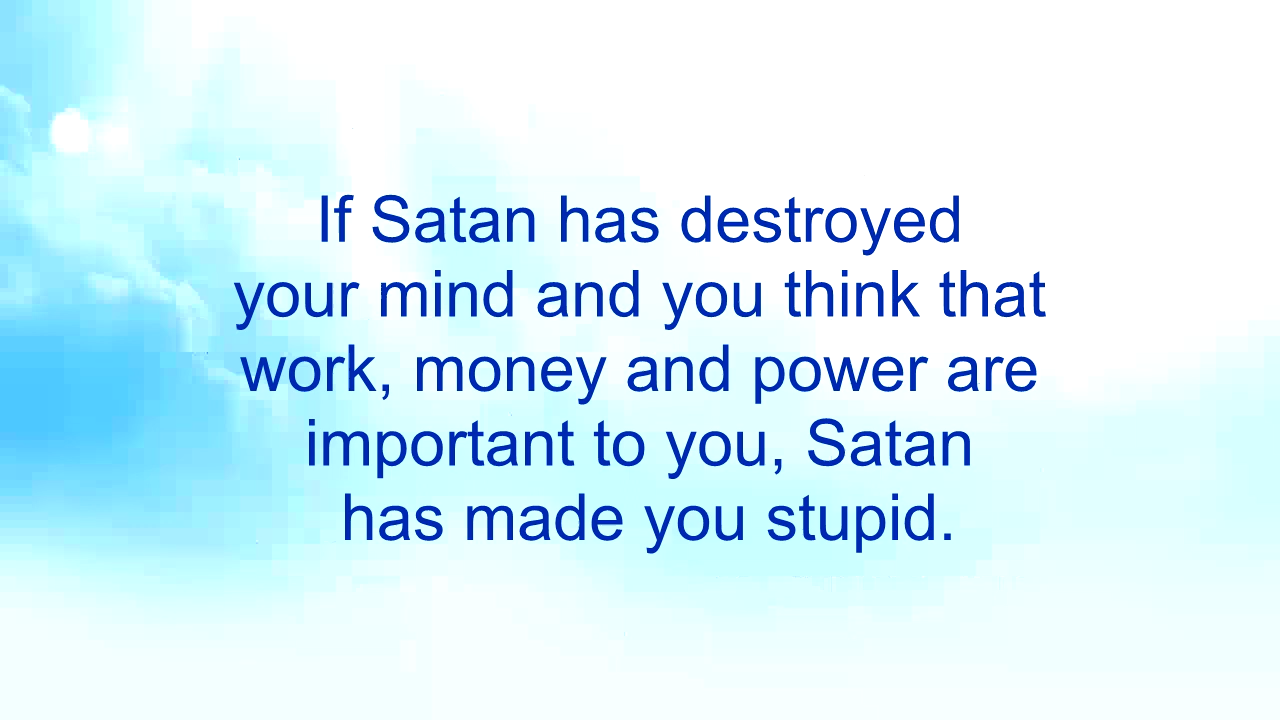 If Satan has destroyed
your mind and you think that
work, money and power are
important to you, Satan
has made you stupid.